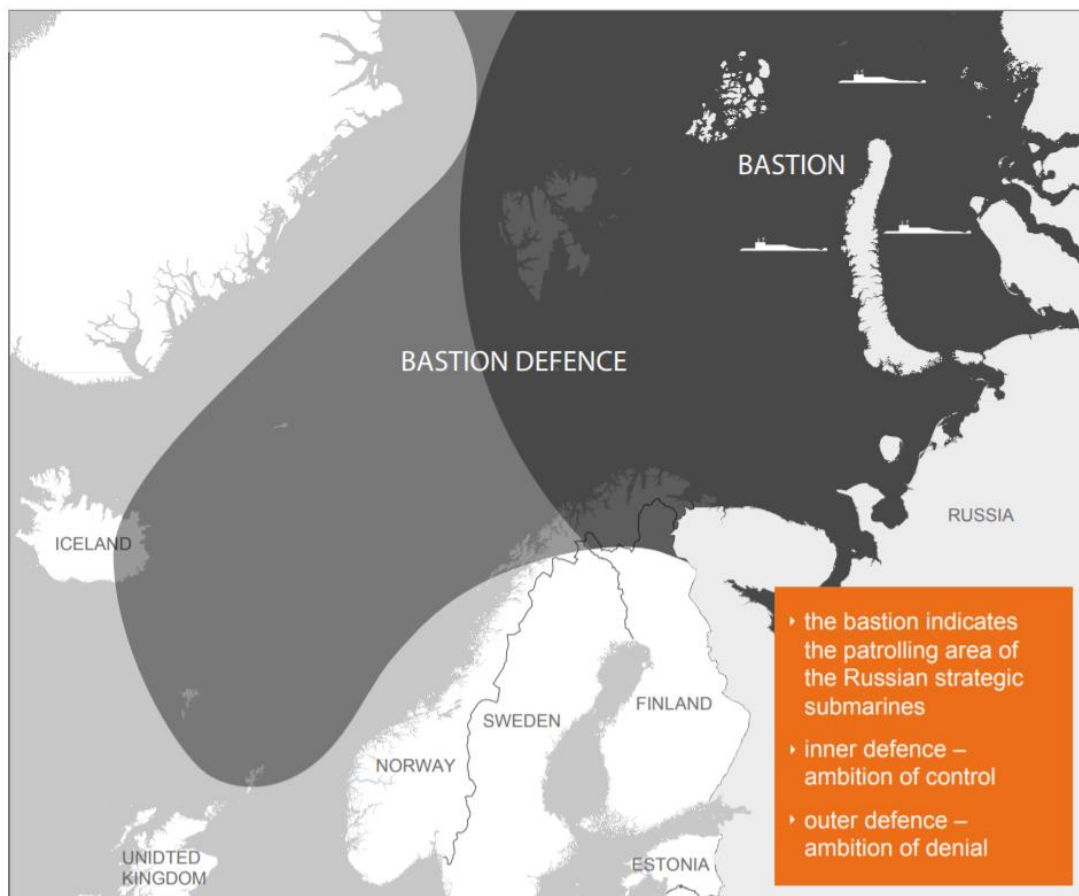 BASTION
BASTION DEFENCE
RUSSIA
ICELAND
FINLAND
SWEDEN
NORWAY
UNIDTED
KINGDOM
ESTONIA
‣ the bastion indicates
the patrolling area of
the Russian strategic
submarines
‣ inner defence –
ambition of control
‣ outer defence –
ambition of denial